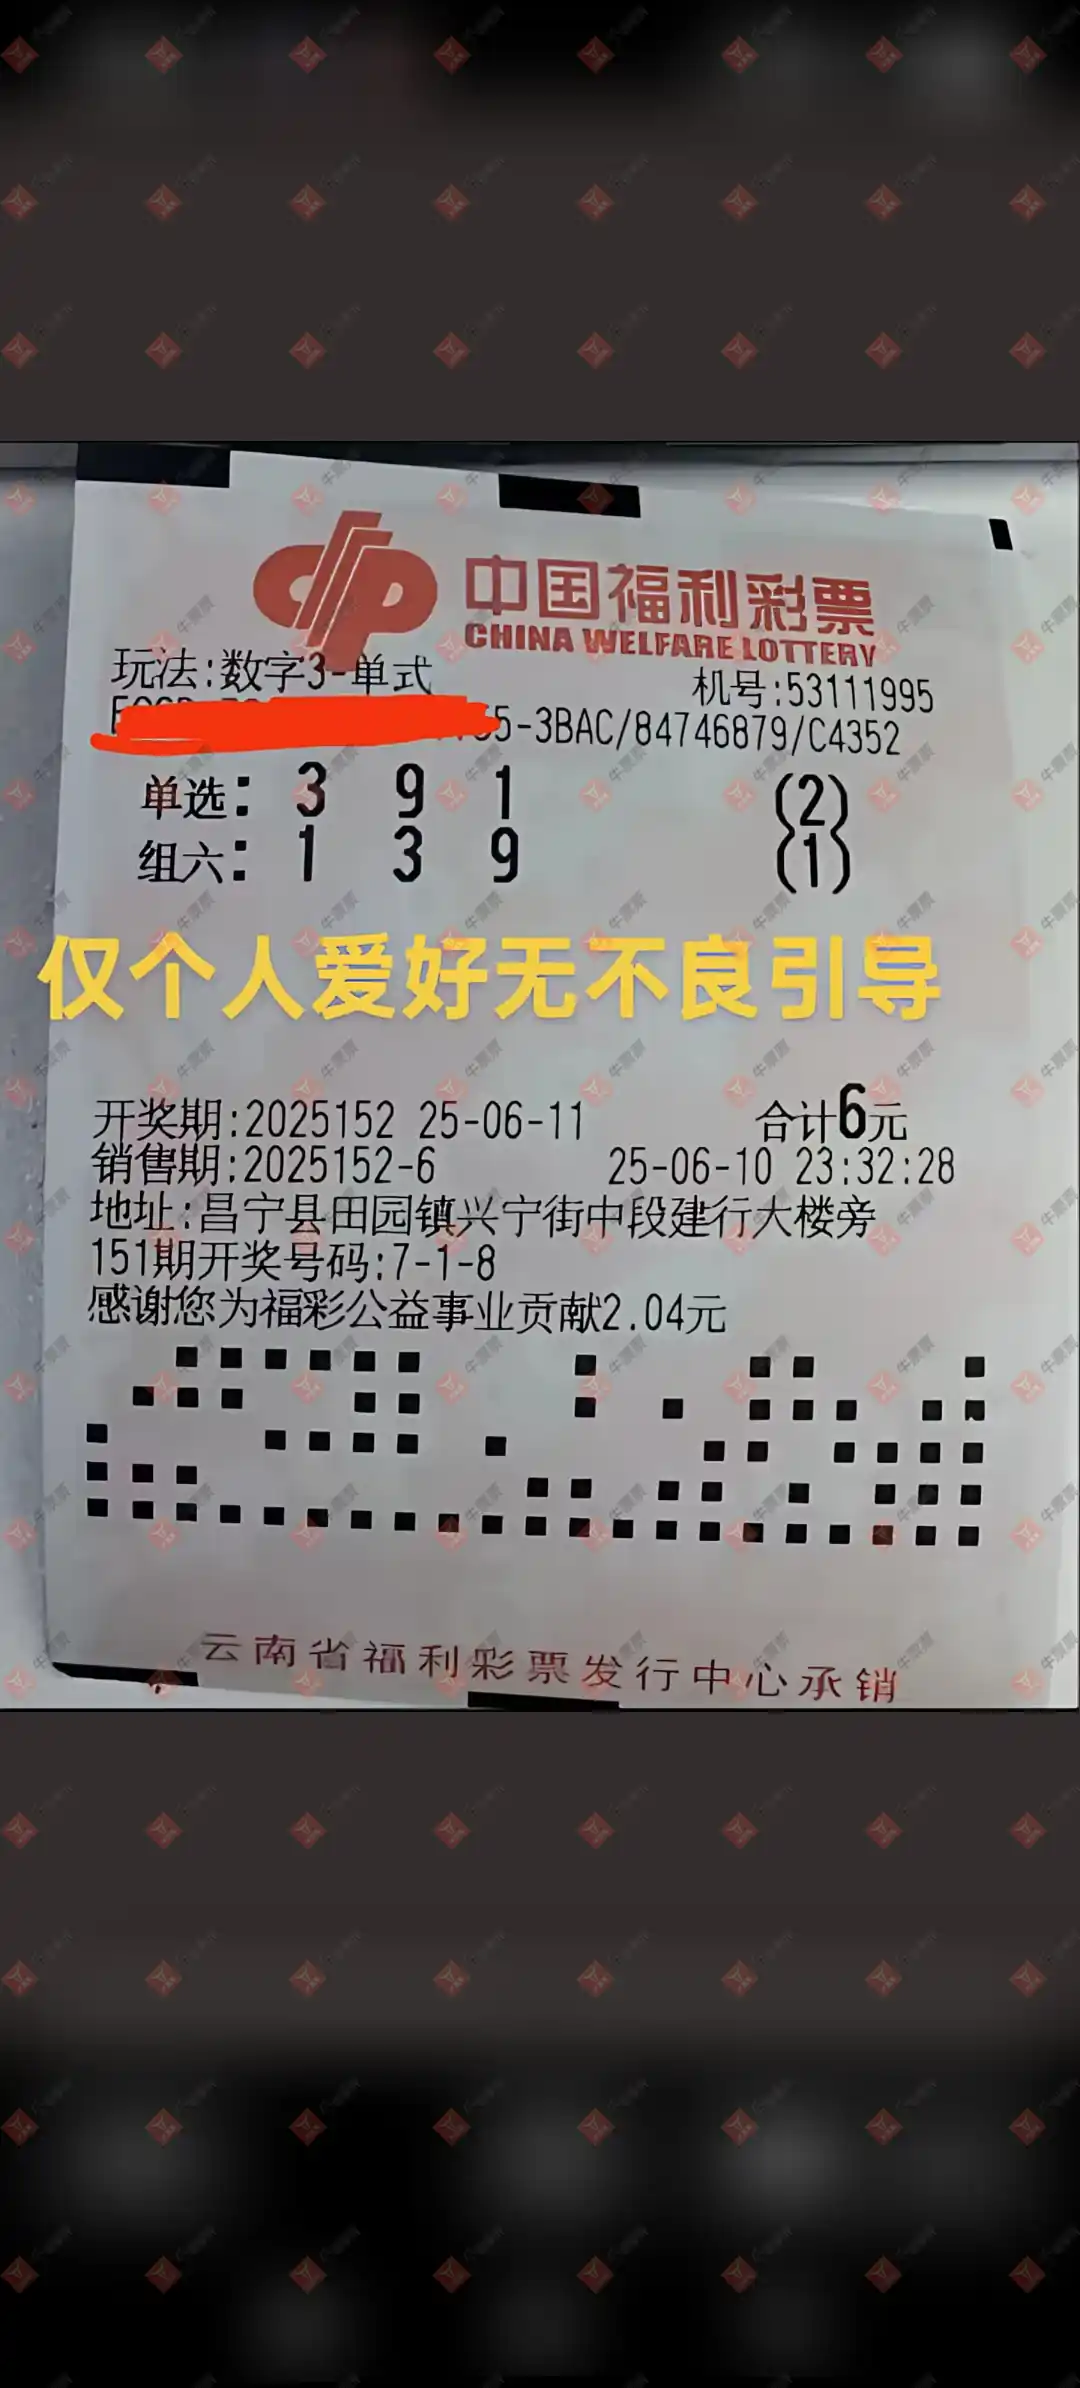 中国福利彩票
CHINA WELFARE LOTTERY
玩法:数字3-单式
机号:53111995
5-3BAC/84746879/C4352
单选: 3 9 1 (2)
组六: 1 3 9 (1)
仅个人爱好无不良引导
开奖期:2025152 25-06-11 合计6元
销售期:2025152-6 25-06-10 23:32:28
地址:昌宁县田园镇兴宁街中段建行大楼旁
151期开奖号码:7-1-8
感谢您为福彩公益事业贡献2.04元
云南省福利彩票发行中心承销
牛票票